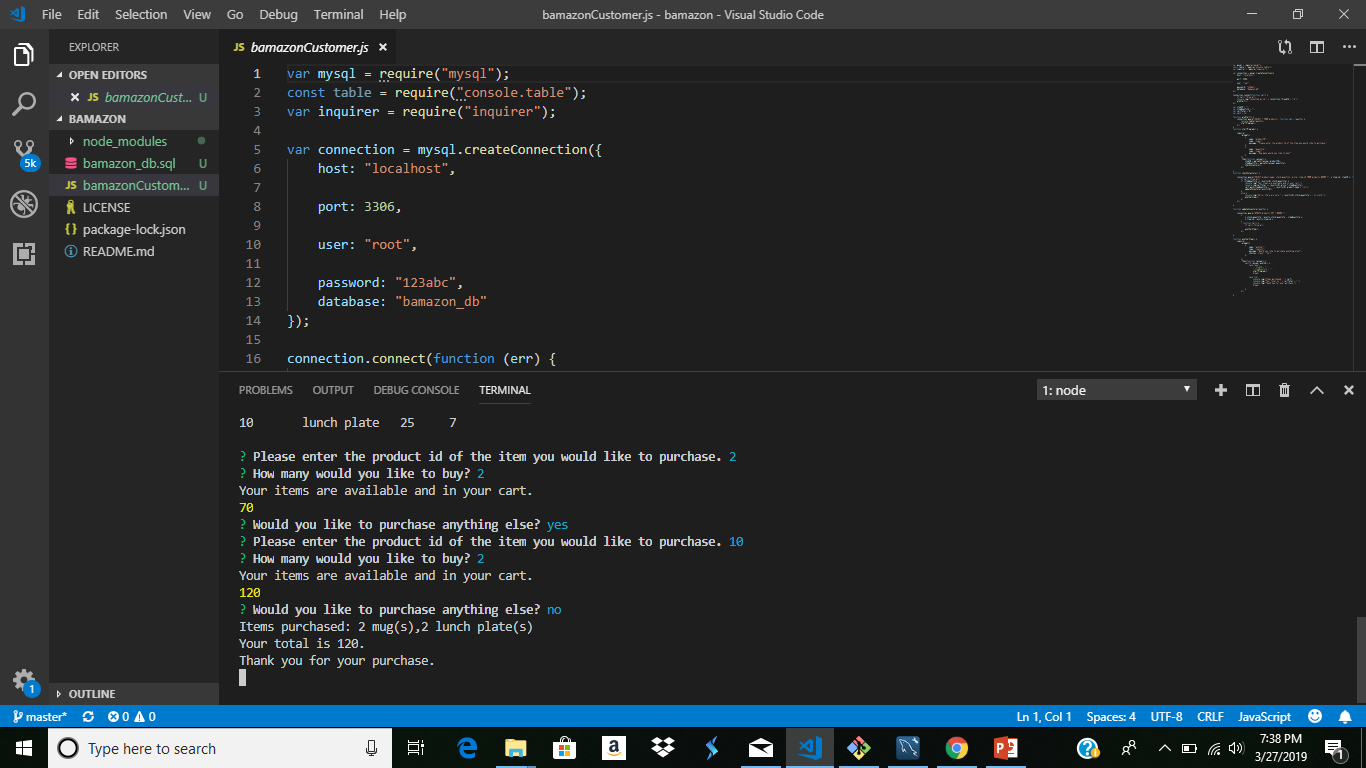 File Edit Selection View Go Debug Terminal Help bamazonCustomer.js - bamazon - Visual Studio Code
EXPLORER
OPEN EDITORS
JS bamazonCust... U
BAMAZON
node_modules
bamazon_db.sql U
JS bamazonCustom... U
LICENSE
{} package-lock.json
README.md
OUTLINE
5k
1
JS bamazonCustomer.js
1 var mysql = require("mysql");
2 const table = require("console.table");
3 var inquirer = require("inquirer");
4
5 var connection = mysql.createConnection({
6 host: "localhost",
7
8 port: 3306,
9
10 user: "root",
11
12 password: "123abc",
13 database: "bamazon_db"
14 });
15
16 connection.connect(function (err) {
PROBLEMS OUTPUT DEBUG CONSOLE TERMINAL 1: node
10 lunch plate 25 7
? Please enter the product id of the item you would like to purchase. 2
? How many would you like to buy? 2
Your items are available and in your cart.
70
? Would you like to purchase anything else? yes
? Please enter the product id of the item you would like to purchase. 10
? How many would you like to buy? 2
Your items are available and in your cart.
120
? Would you like to purchase anything else? no
Items purchased: 2 mug(s),2 lunch plate(s)
Your total is 120.
Thank you for your purchase.
master* 0 0 Ln 1, Col 1 Spaces: 4 UTF-8 CRLF JavaScript
Type here to search
7:38 PM
3/27/2019
1